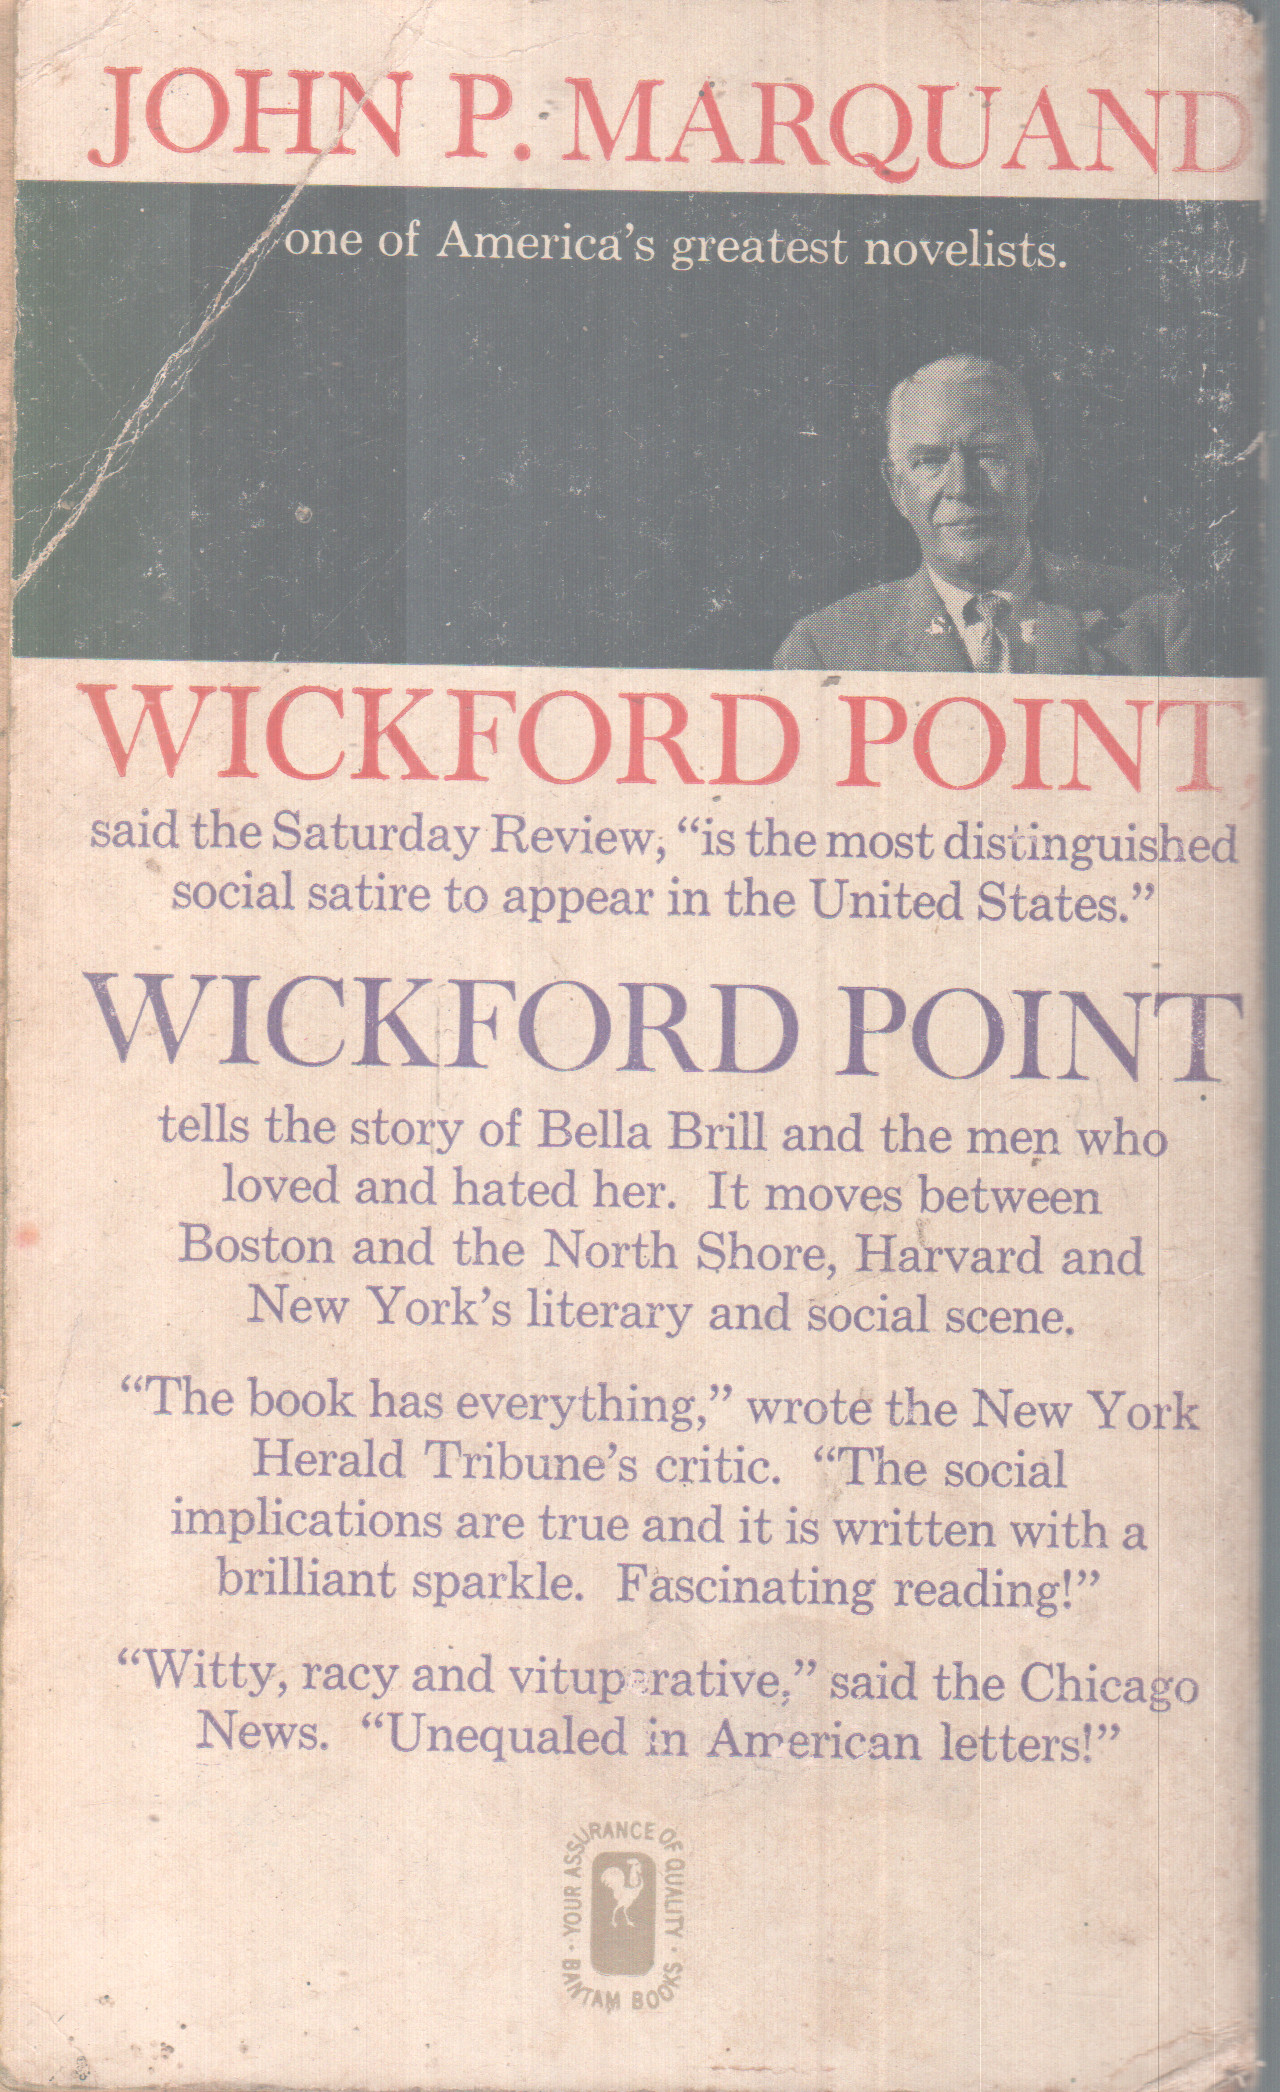 JOHN P. MARQUAND
one of America's greatest novelists.
WICKFORD POINT
said the Saturday Review, “is the most distinguished
social satire to appear in the United States.”
WICKFORD POINT
tells the story of Bella Brill and the men who
loved and hated her. It moves between
Boston and the North Shore, Harvard and
New York's literary and social scene.
“The book has everything,” wrote the New York
Herald Tribune's critic. “The social
implications are true and it is written with a
brilliant sparkle. Fascinating reading!”
“Witty, racy and vituperative,” said the Chicago
News. “Unequaled in American letters!”
YOUR ASSURANCE OF QUALITY
BANTAM BOOKS